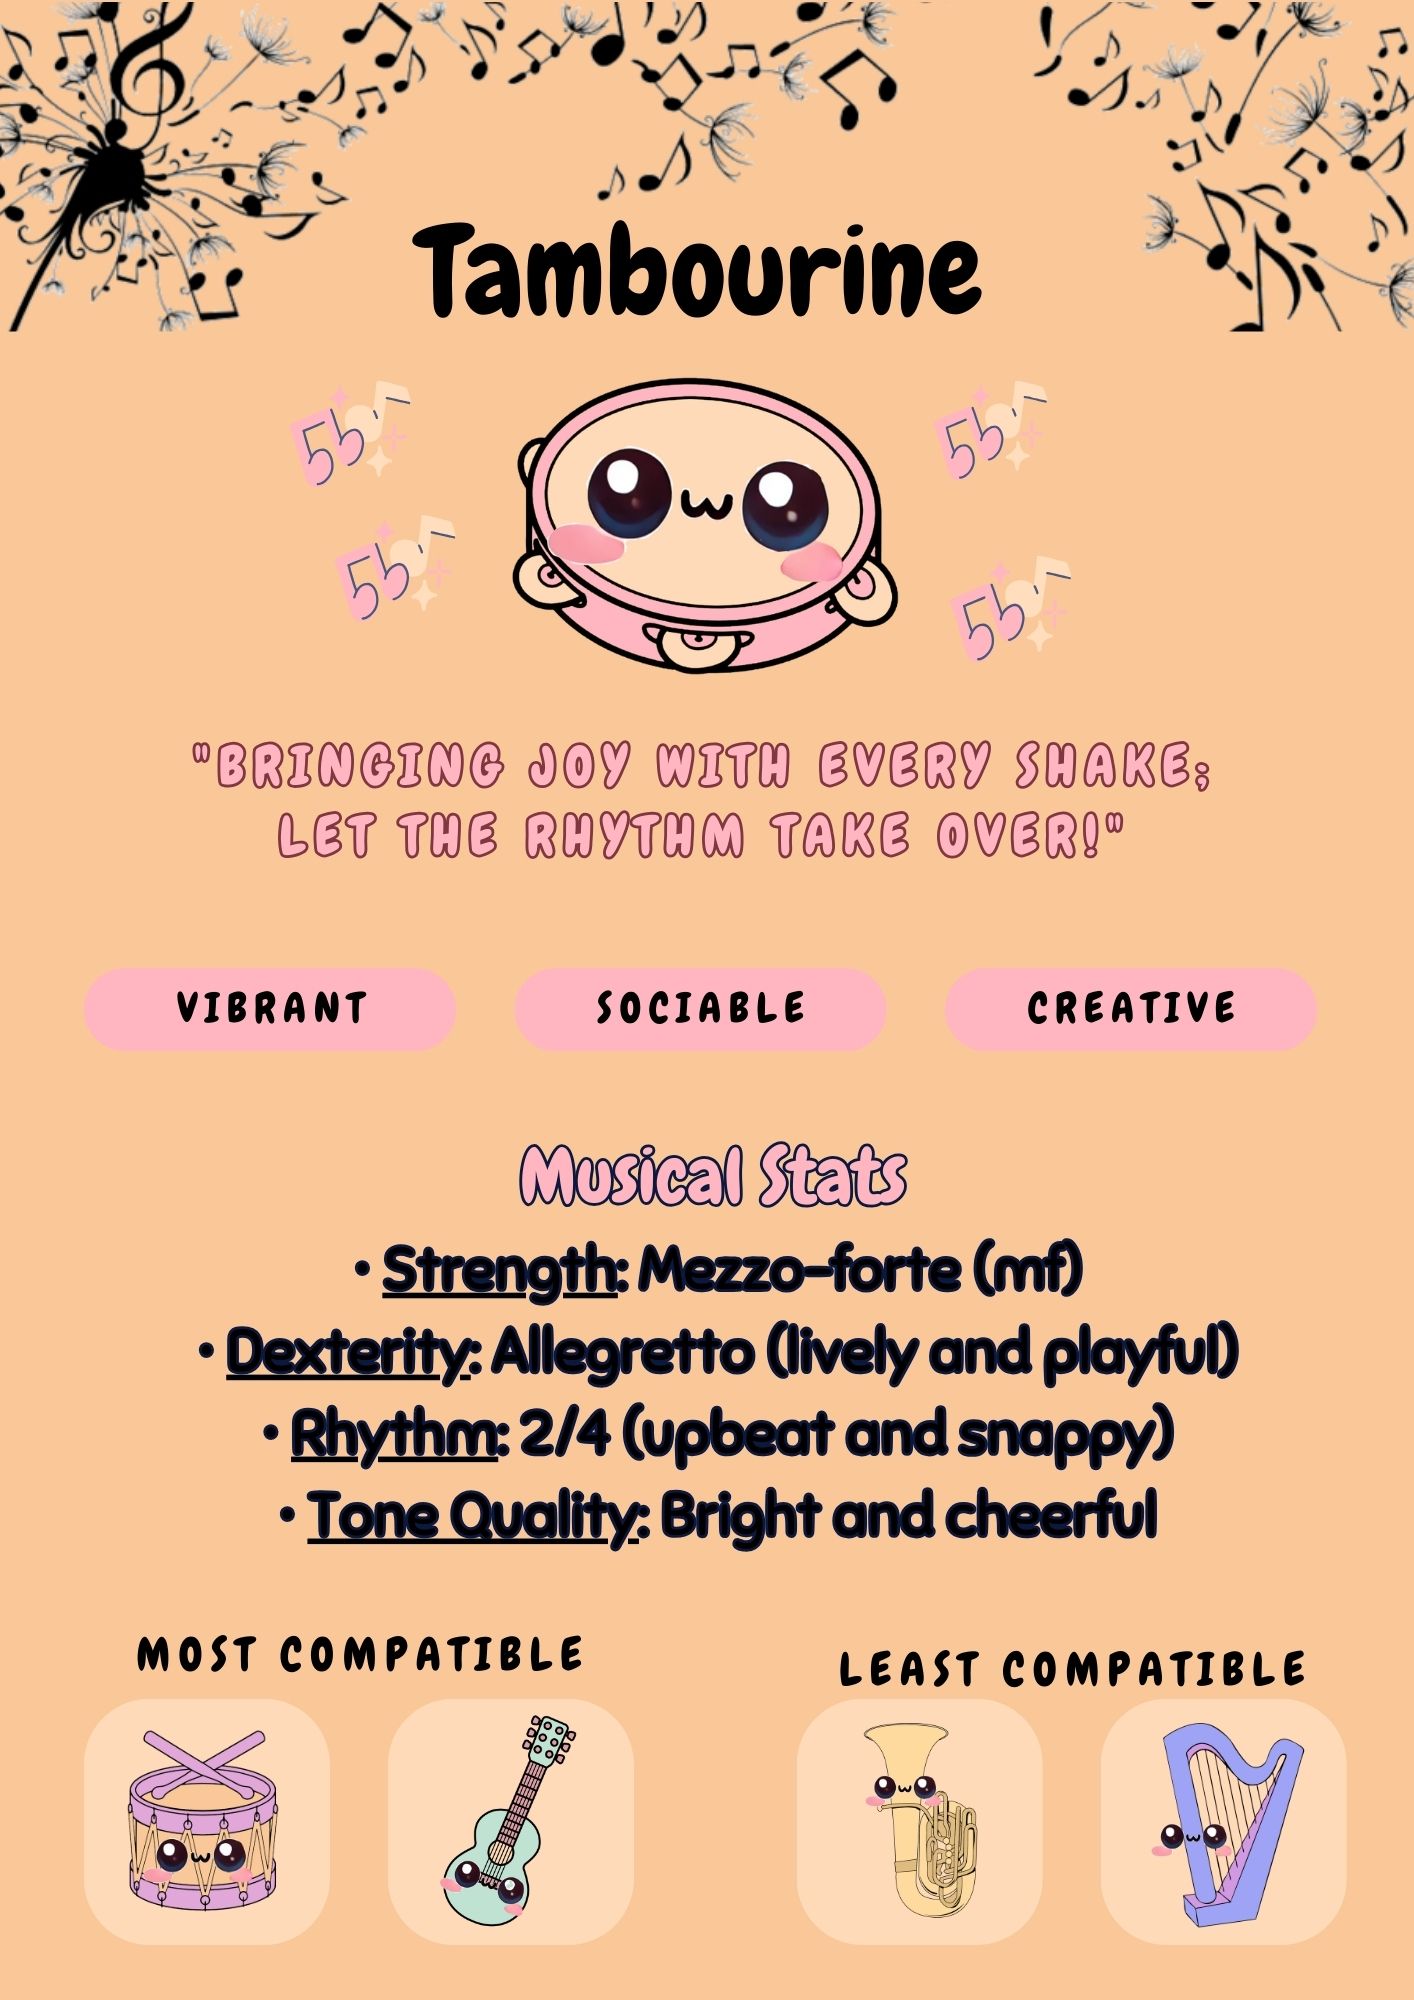 Tambourine
"BRINGING JOY WITH EVERY SHAKE;
LET THE RHYTHM TAKE OVER!"
VIBRANT SOCIABLE CREATIVE
Musical Stats
• Strength: Mezzo-forte (mf)
• Dexterity: Allegretto (lively and playful)
• Rhythm: 2/4 (upbeat and snappy)
• Tone Quality: Bright and cheerful
MOST COMPATIBLE
LEAST COMPATIBLE